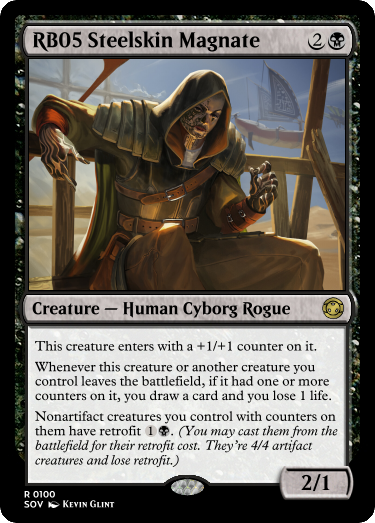 RB05 Steelskin Magnate 2
Creature — Human Cyborg Rogue
This creature enters with a +1/+1 counter on it.
Whenever this creature or another creature you
control leaves the battlefield, if it had one or more
counters on it, you draw a card and you lose 1 life.
Nonartifact creatures you control with counters
on them have retrofit 1. (You may cast them from the
battlefield for their retrofit cost. They're 4/4 artifact
creatures and lose retrofit.)
2/1
R 0100
SOV Kevin Glint